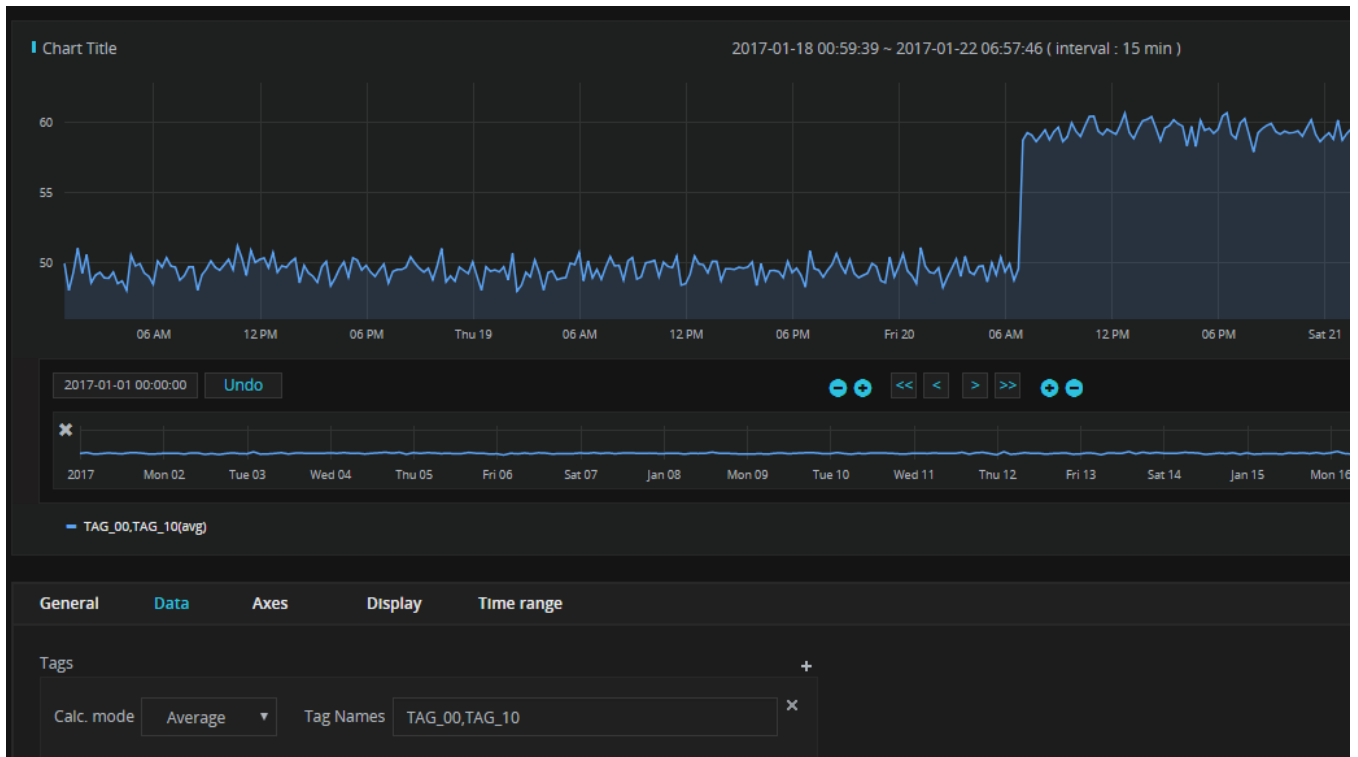 Chart Title 2017-01-18 00:59:39 ~ 2017-01-22 06:57:46 ( interval : 15 min )
60
55
50
06 AM 12 PM 06 PM Thu 19 06 AM 12 PM 06 PM Fri 20 06 AM 12 PM 06 PM Sat 21
2017-01-01 00:00:00 Undo << < > >>
2017 Mon 02 Tue 03 Wed 04 Thu 05 Fri 06 Sat 07 Jan 08 Mon 09 Tue 10 Wed 11 Thu 12 Fri 13 Sat 14 Jan 15 Mon 16
TAG_00,TAG_10(avg)
General Data Axes Display Time range
Tags +
Calc. mode Average Tag Names TAG_00,TAG_10